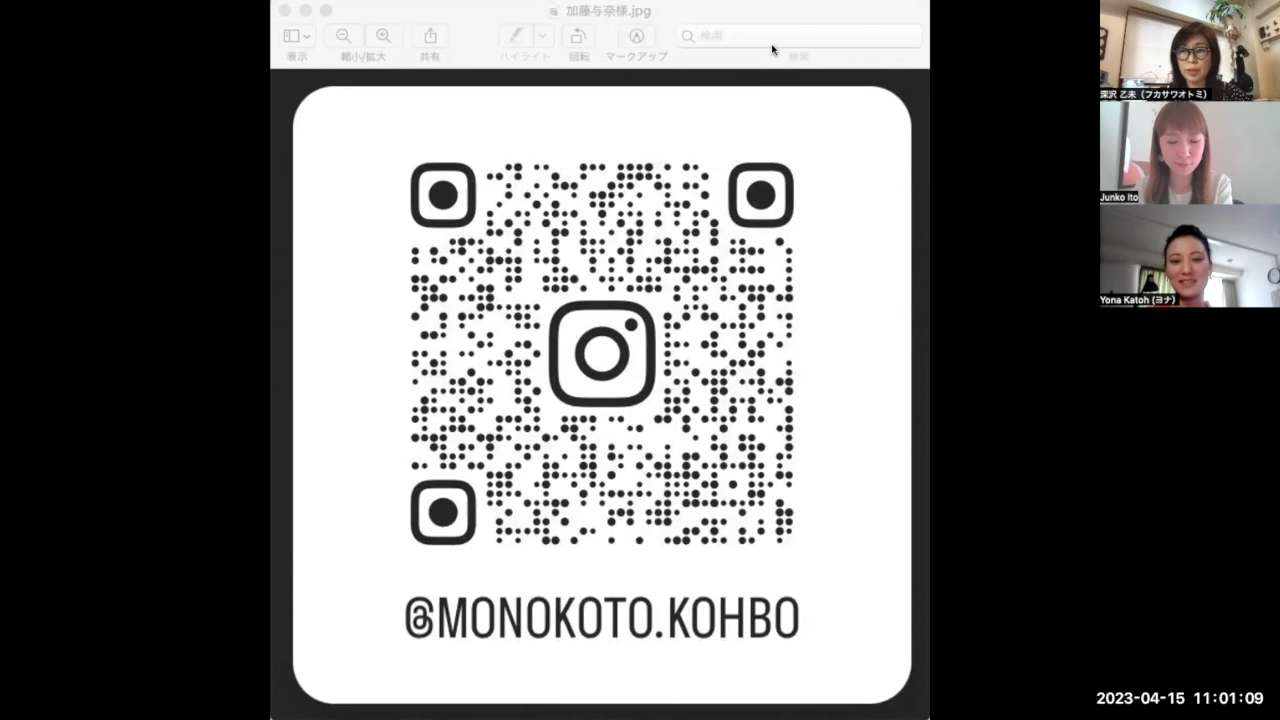 加藤与奈様.jpg
検索
表示
縮小/拡大
共有
ハイライト
回転
マークアップ
検索
@MONOKOTO.KOHBO
深沢 乙未（フカサワオトミ）
Junko Ito
Yona Katoh (ヨナ)
2023-04-15 11:01:09